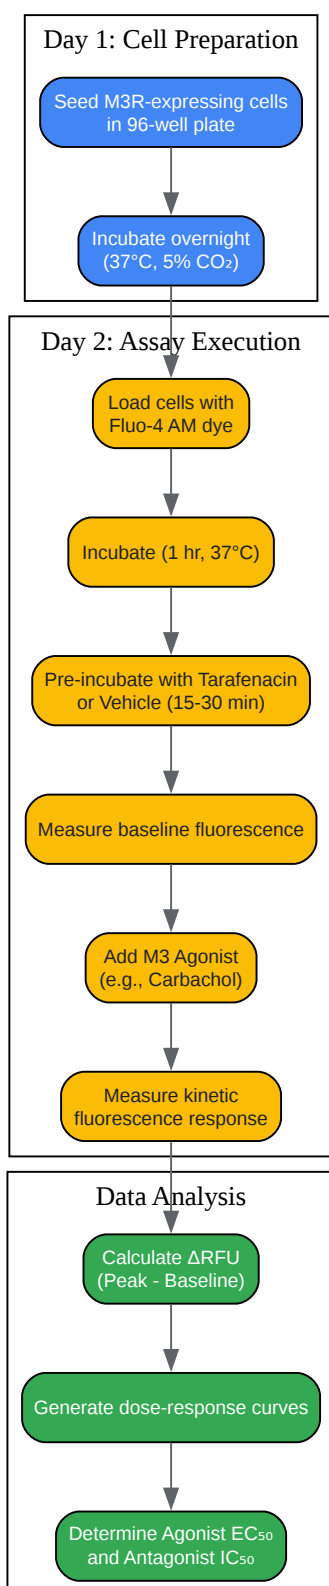 Day 1: Cell Preparation
Seed M3R-expressing cells
in 96-well plate
Incubate overnight
(37°C, 5% CO₂)
Day 2: Assay Execution
Load cells with
Fluo-4 AM dye
Incubate (1 hr, 37°C)
Pre-incubate with Tarafenacin
or Vehicle (15-30 min)
Measure baseline fluorescence
Add M3 Agonist
(e.g., Carbachol)
Measure kinetic
fluorescence response
Data Analysis
Calculate ΔRFU
(Peak - Baseline)
Generate dose-response curves
Determine Agonist EC₅₀
and Antagonist IC₅₀